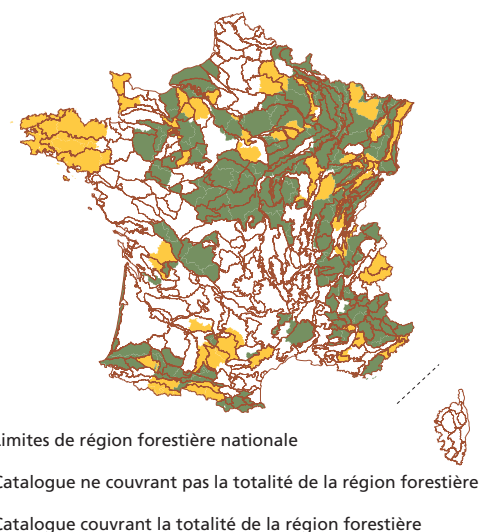 Limites de région forestière nationale
Catalogue ne couvrant pas la totalité de la région forestière
Catalogue couvrant la totalité de la région forestière